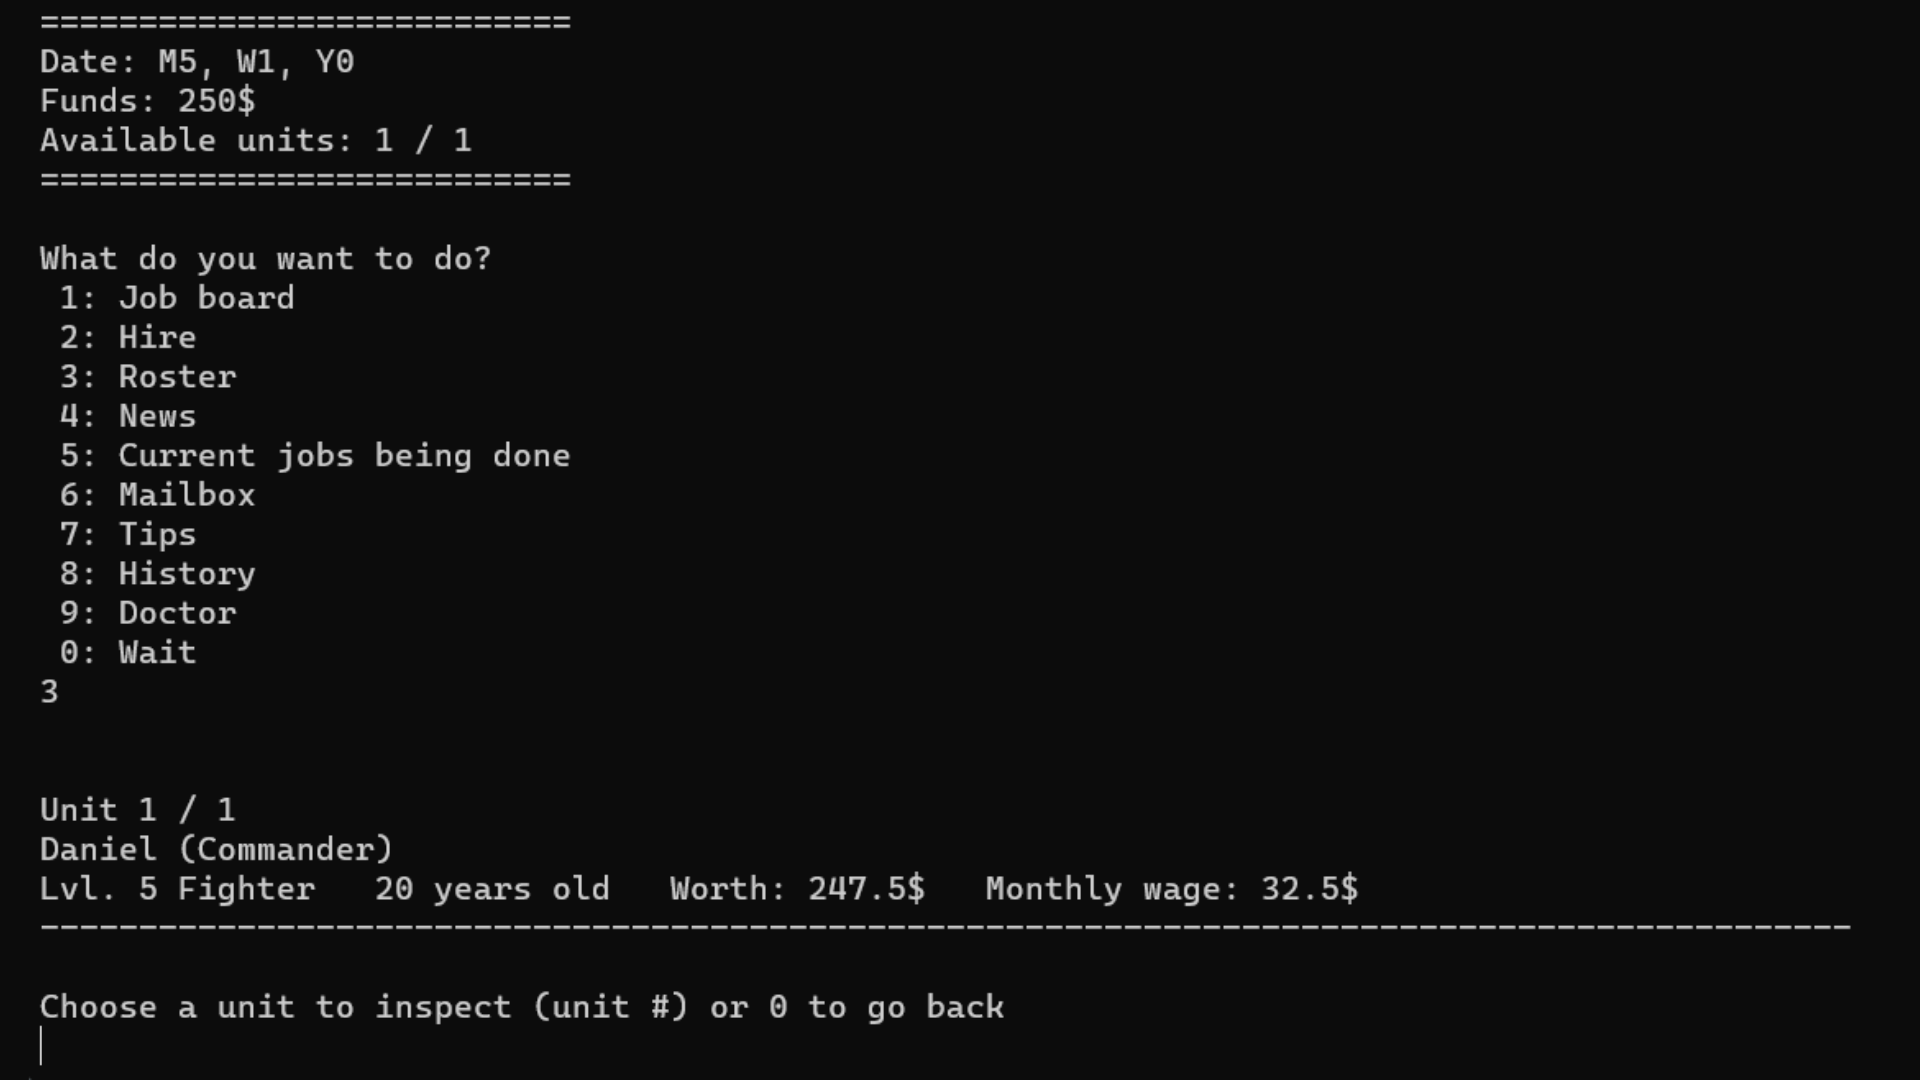 ===========================
Date: M5, W1, Y0
Funds: 250$
Available units: 1 / 1
===========================
What do you want to do?
1: Job board
2: Hire
3: Roster
4: News
5: Current jobs being done
6: Mailbox
7: Tips
8: History
9: Doctor
0: Wait
3
Unit 1 / 1
Daniel (Commander)
Lvl. 5 Fighter   20 years old   Worth: 247.5$   Monthly wage: 32.5$
--------------------------------------------------------------------------------------------
Choose a unit to inspect (unit #) or 0 to go back